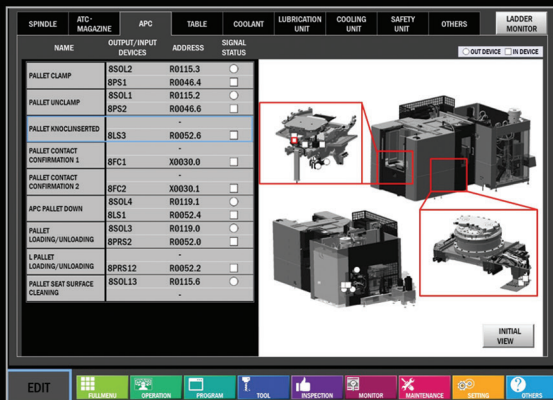 SPINDLE
ATC·
MAGAZINE
APC
TABLE
COOLANT
LUBRICATION
UNIT
COOLING
UNIT
SAFETY
UNIT
OTHERS
LADDER
MONITOR
NAME
OUTPUT/INPUT
DEVICES
ADDRESS
SIGNAL
STATUS
OUT DEVICE IN DEVICE
PALLET CLAMP
8SOL2 R0115.3
8PS1 R0046.4
PALLET UNCLAMP
8SOL1 R0115.2
8PS2 R0046.6
PALLET KNOCLINSERTED
-
8LS3 R0052.6
PALLET CONTACT
CONFIRMATION 1
-
8FC1 X0030.0
PALLET CONTACT
CONFIRMATION 2
-
8FC2 X0030.1
APC PALLET DOWN
8SOL4 R0119.1
8LS1 R0052.4
PALLET
LOADING/UNLOADING
8SOL3 R0119.0
8PRS2 R0052.0
L PALLET
LOADING/UNLOADING
-
8PRS12 R0052.2
PALLET SEAT SURFACE
CLEANING
8SOL13 R0115.6
-
INITIAL
VIEW
EDIT
FULLMENU
OPERATION
PROGRAM
TOOL
INSPECTION
MONITOR
MAINTENANCE
SETTING
OTHERS